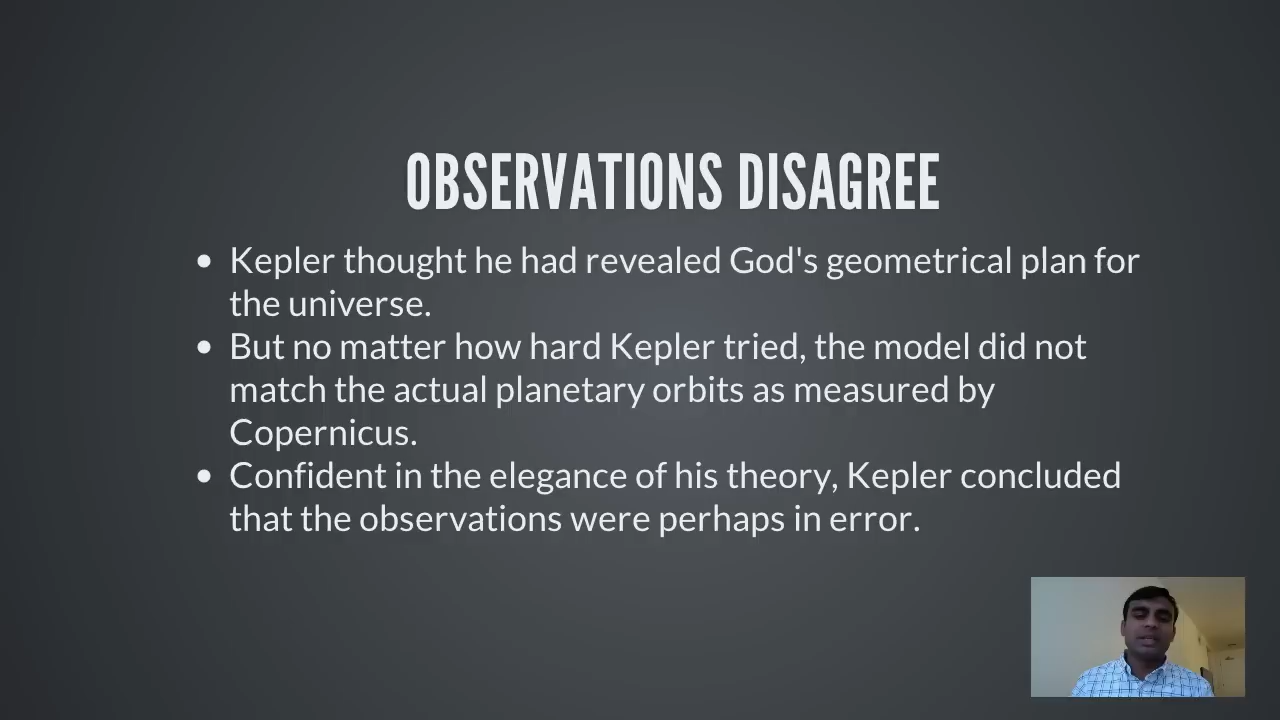 OBSERVATIONS DISAGREE
• Kepler thought he had revealed God's geometrical plan for
the universe.
• But no matter how hard Kepler tried, the model did not
match the actual planetary orbits as measured by
Copernicus.
• Confident in the elegance of his theory, Kepler concluded
that the observations were perhaps in error.